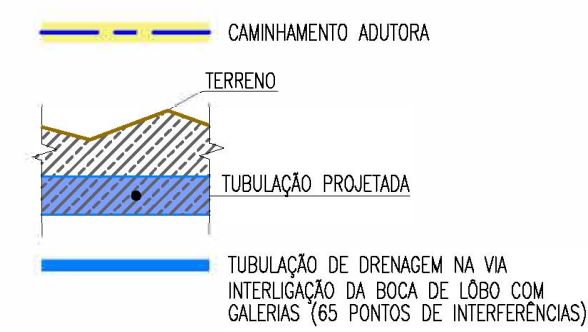 CAMINHAMENTO ADUTORA
TERRENO
TUBULAÇÃO PROJETADA
TUBULAÇÃO DE DRENAGEM NA VIA
INTERLIGAÇÃO DA BOCA DE LÔBO COM
GALERIAS (65 PONTOS DE INTERFERÊNCIAS)